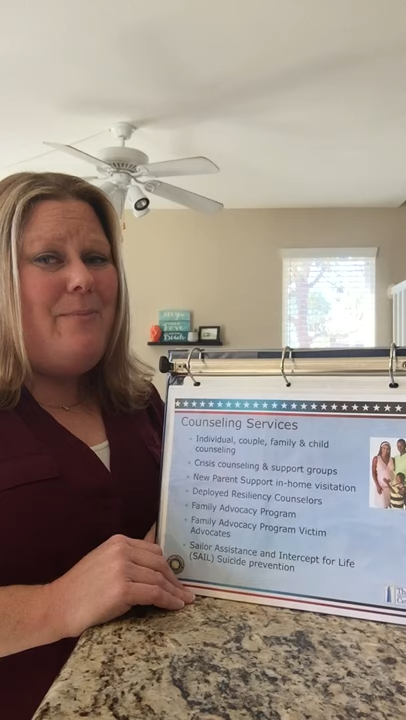 Counseling Services
Individual, couple, family & child
counseling
Crisis counseling & support groups
New Parent Support in-home visitation
Deployed Resiliency Counselors
Family Advocacy Program
Family Advocacy Program Victim
Advocates
Sailor Assistance and Intercept for Life
(SAIL) Suicide prevention